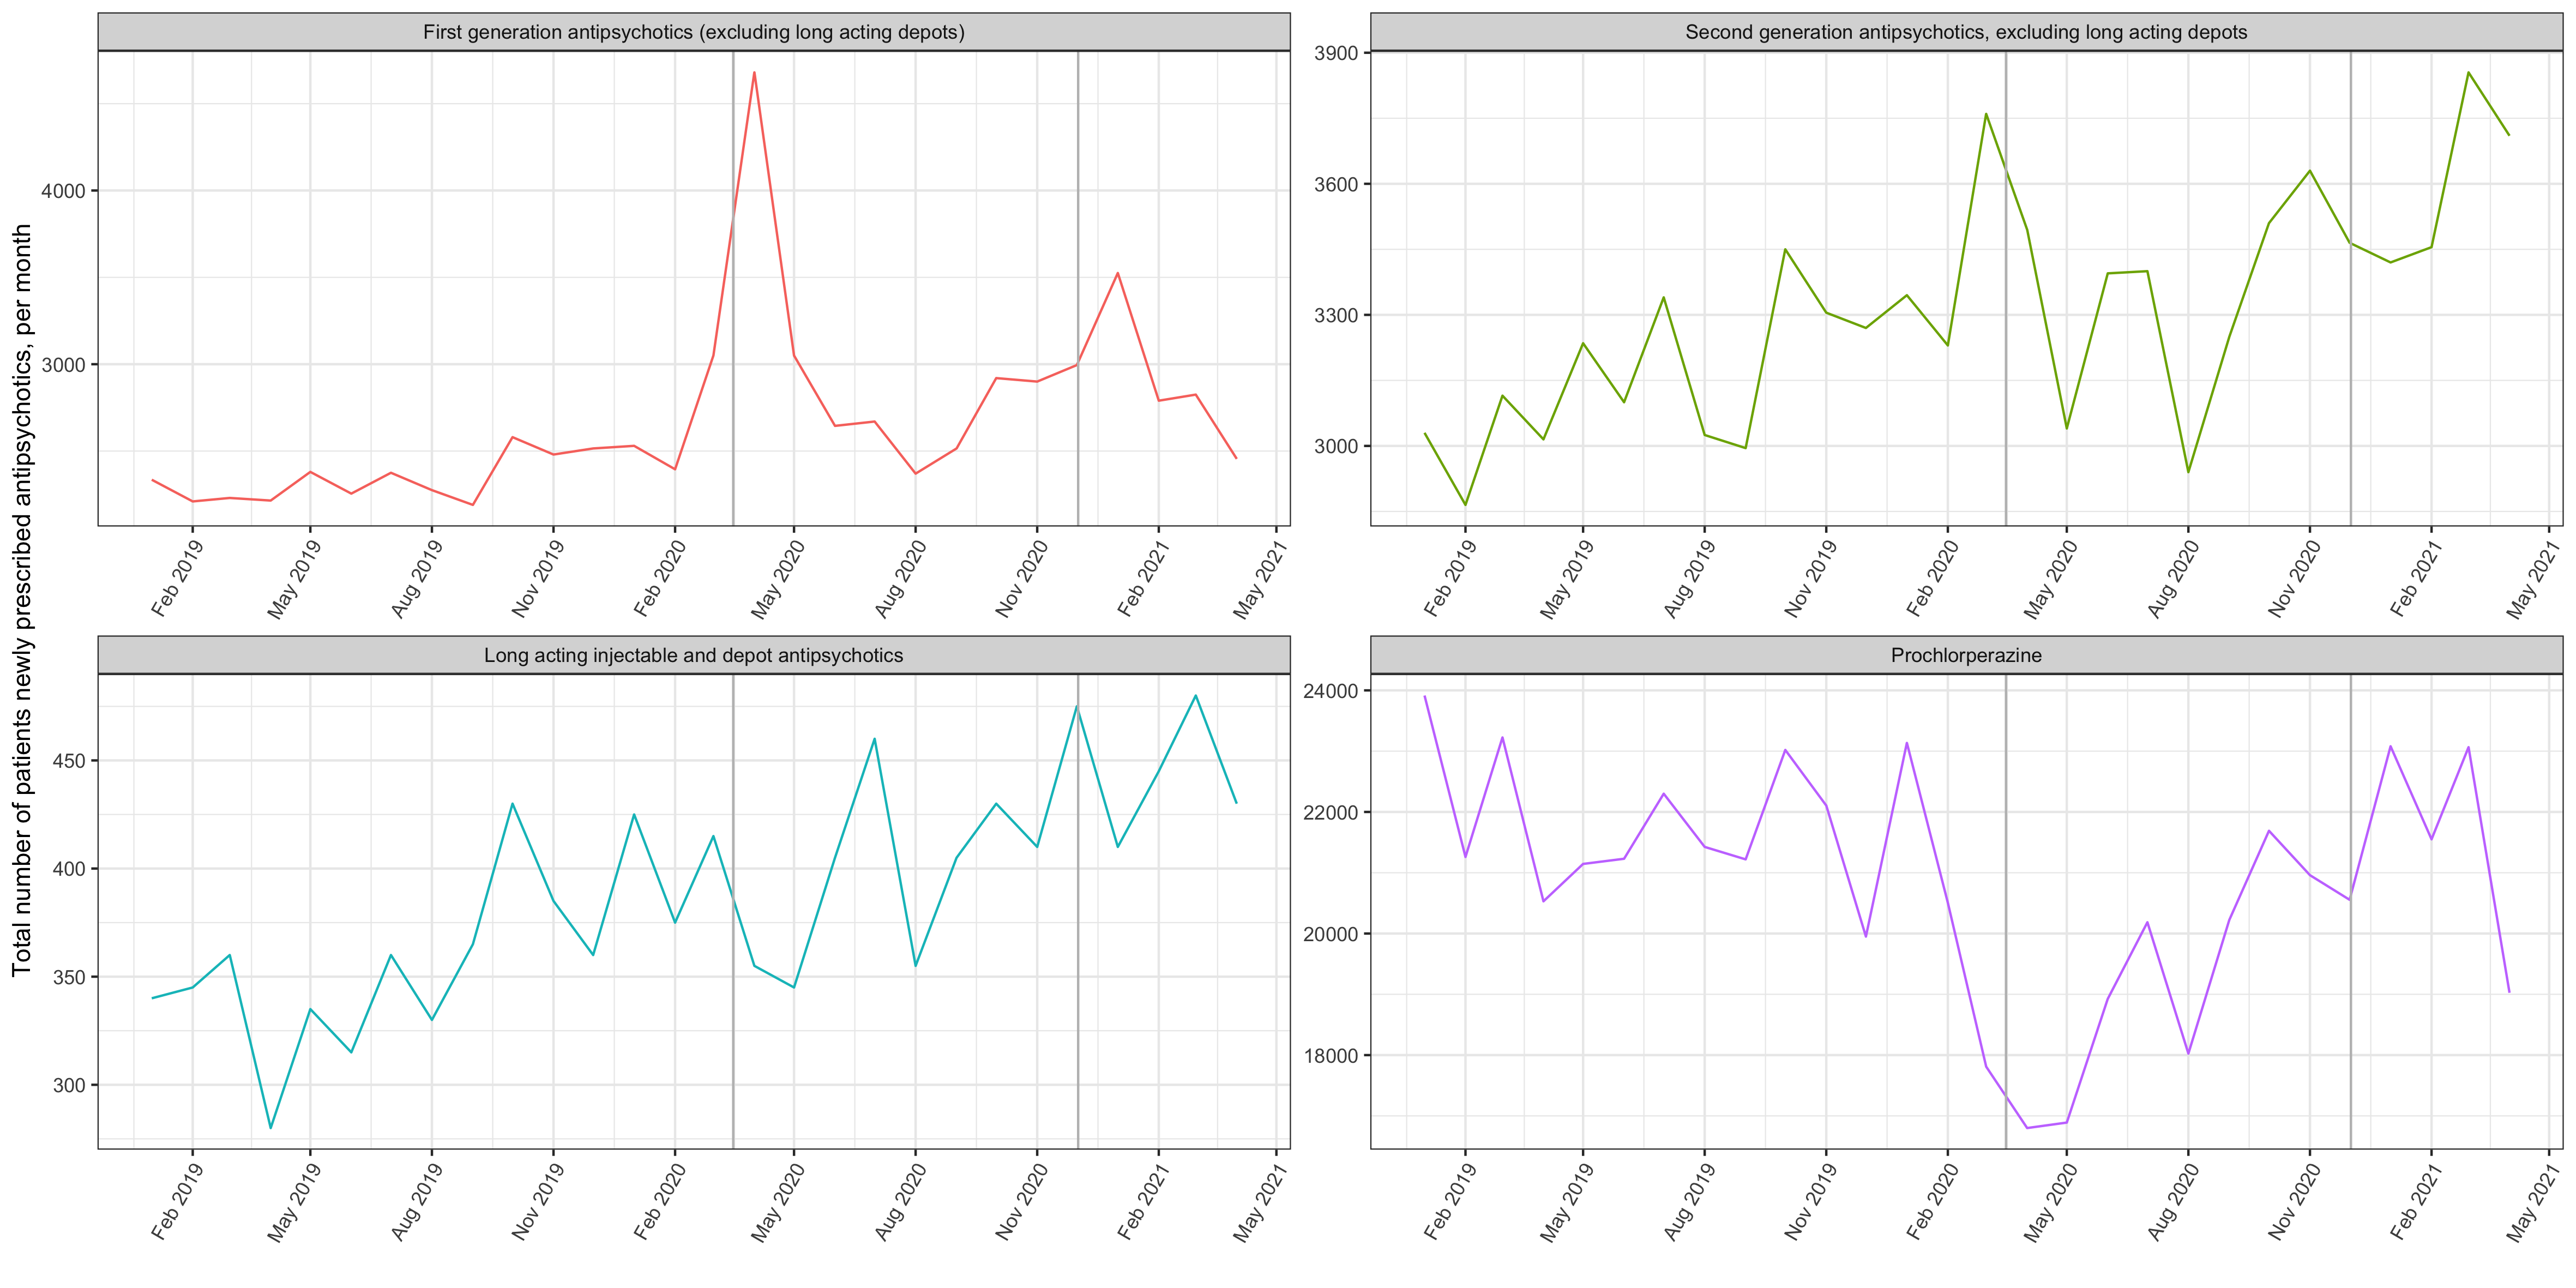 Total number of patients newly prescribed antipsychotics, per month
First generation antipsychotics (excluding long acting depots)
4000
3000
Feb 2019
May 2019
Aug 2019
Nov 2019
Feb 2020
May 2020
Aug 2020
Nov 2020
Feb 2021
May 2021
Second generation antipsychotics, excluding long acting depots
3900
3600
3300
3000
Feb 2019
May 2019
Aug 2019
Nov 2019
Feb 2020
May 2020
Aug 2020
Nov 2020
Feb 2021
May 2021
Long acting injectable and depot antipsychotics
450
400
350
300
Feb 2019
May 2019
Aug 2019
Nov 2019
Feb 2020
May 2020
Aug 2020
Nov 2020
Feb 2021
May 2021
Prochlorperazine
24000
22000
20000
18000
Feb 2019
May 2019
Aug 2019
Nov 2019
Feb 2020
May 2020
Aug 2020
Nov 2020
Feb 2021
May 2021